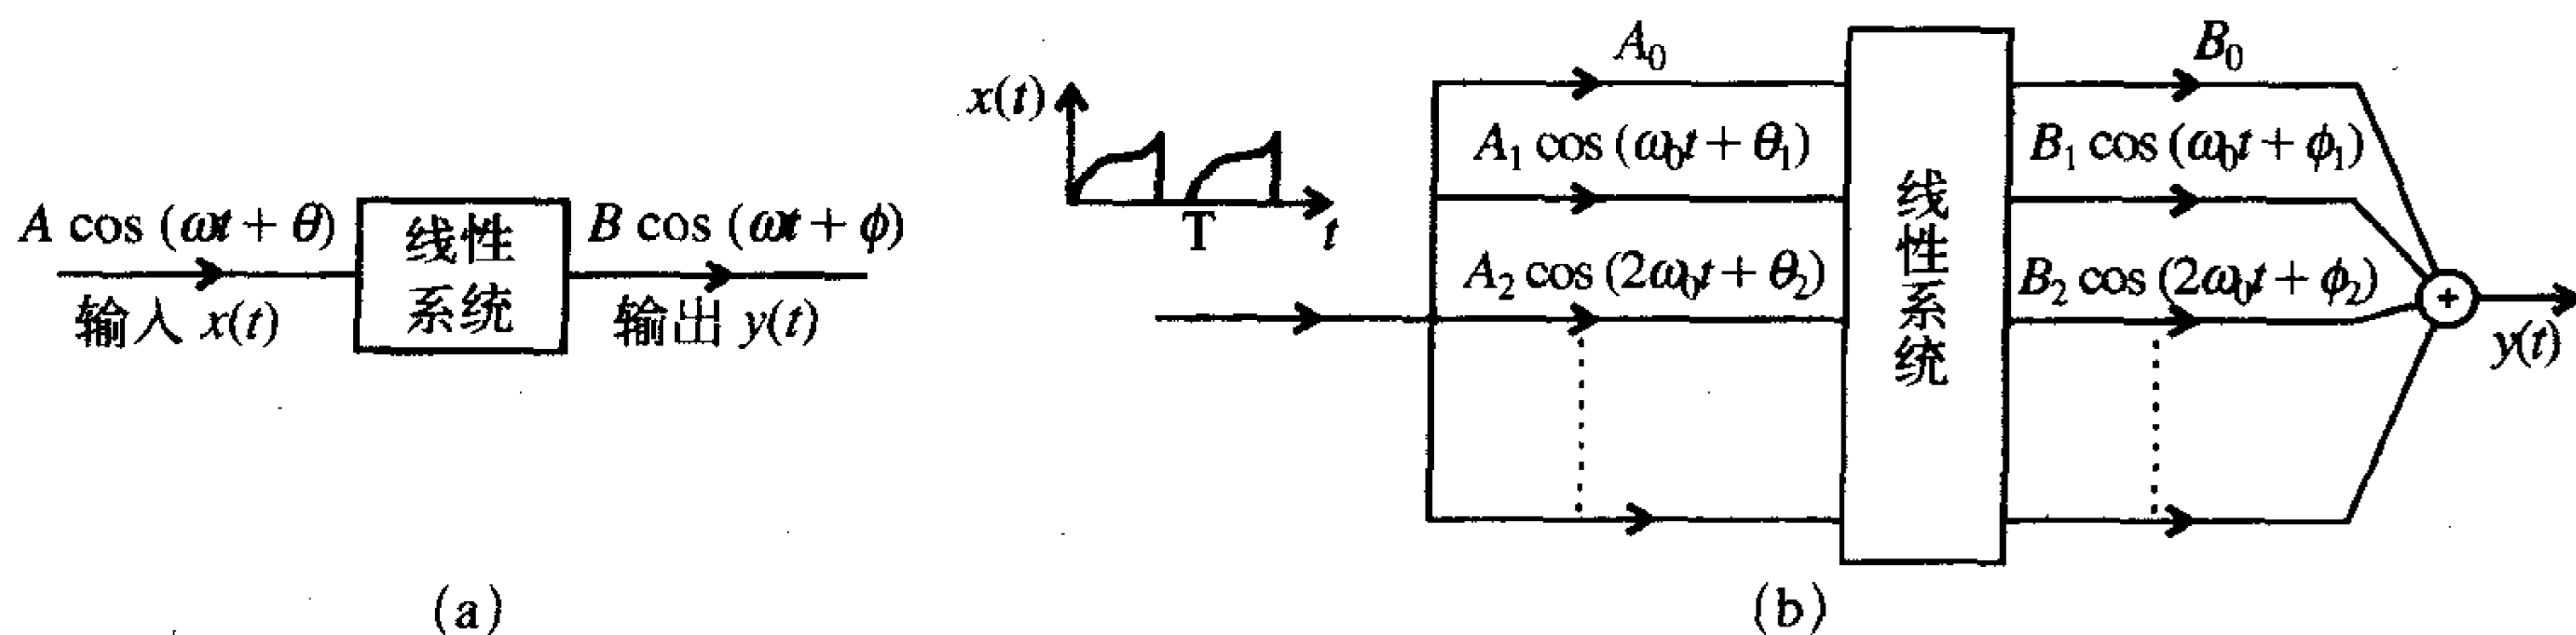 A cos (ωt + θ)
输入 x(t)
线性
系统
B cos (ωt + ϕ)
输出 y(t)
(a)
x(t)
T
t
A₀
A₁ cos (ω₀t + θ₁)
A₂ cos (2ω₀t + θ₂)
线性系统
B₀
B₁ cos (ω₀t + ϕ₁)
B₂ cos (2ω₀t + ϕ₂)
+
y(t)
(b)